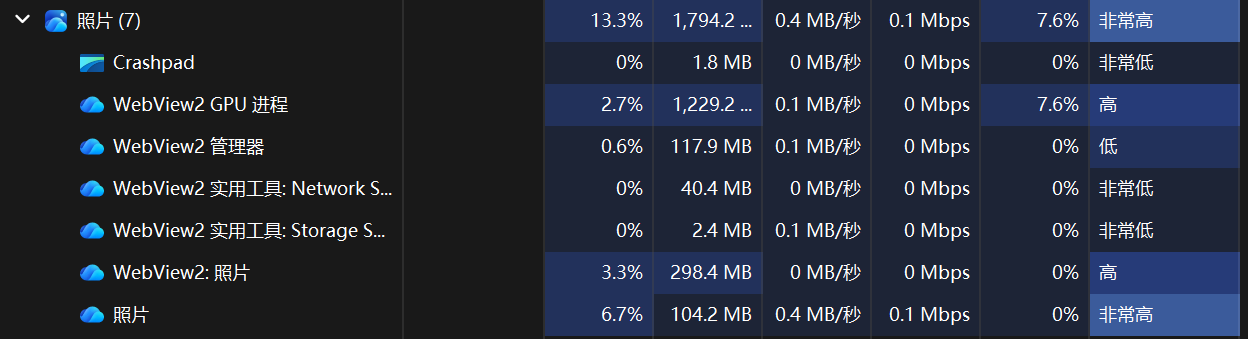 照片 (7) 13.3% 1,794.2 ... 0.4 MB/秒 0.1 Mbps 7.6% 非常高
Crashpad 0% 1.8 MB 0 MB/秒 0 Mbps 0% 非常低
WebView2 GPU 进程 2.7% 1,229.2 ... 0.1 MB/秒 0 Mbps 7.6% 高
WebView2 管理器 0.6% 117.9 MB 0.1 MB/秒 0 Mbps 0% 低
WebView2 实用工具: Network S... 0% 40.4 MB 0 MB/秒 0 Mbps 0% 非常低
WebView2 实用工具: Storage S... 0% 2.4 MB 0.1 MB/秒 0 Mbps 0% 非常低
WebView2: 照片 3.3% 298.4 MB 0 MB/秒 0 Mbps 0% 高
照片 6.7% 104.2 MB 0.4 MB/秒 0.1 Mbps 0% 非常高